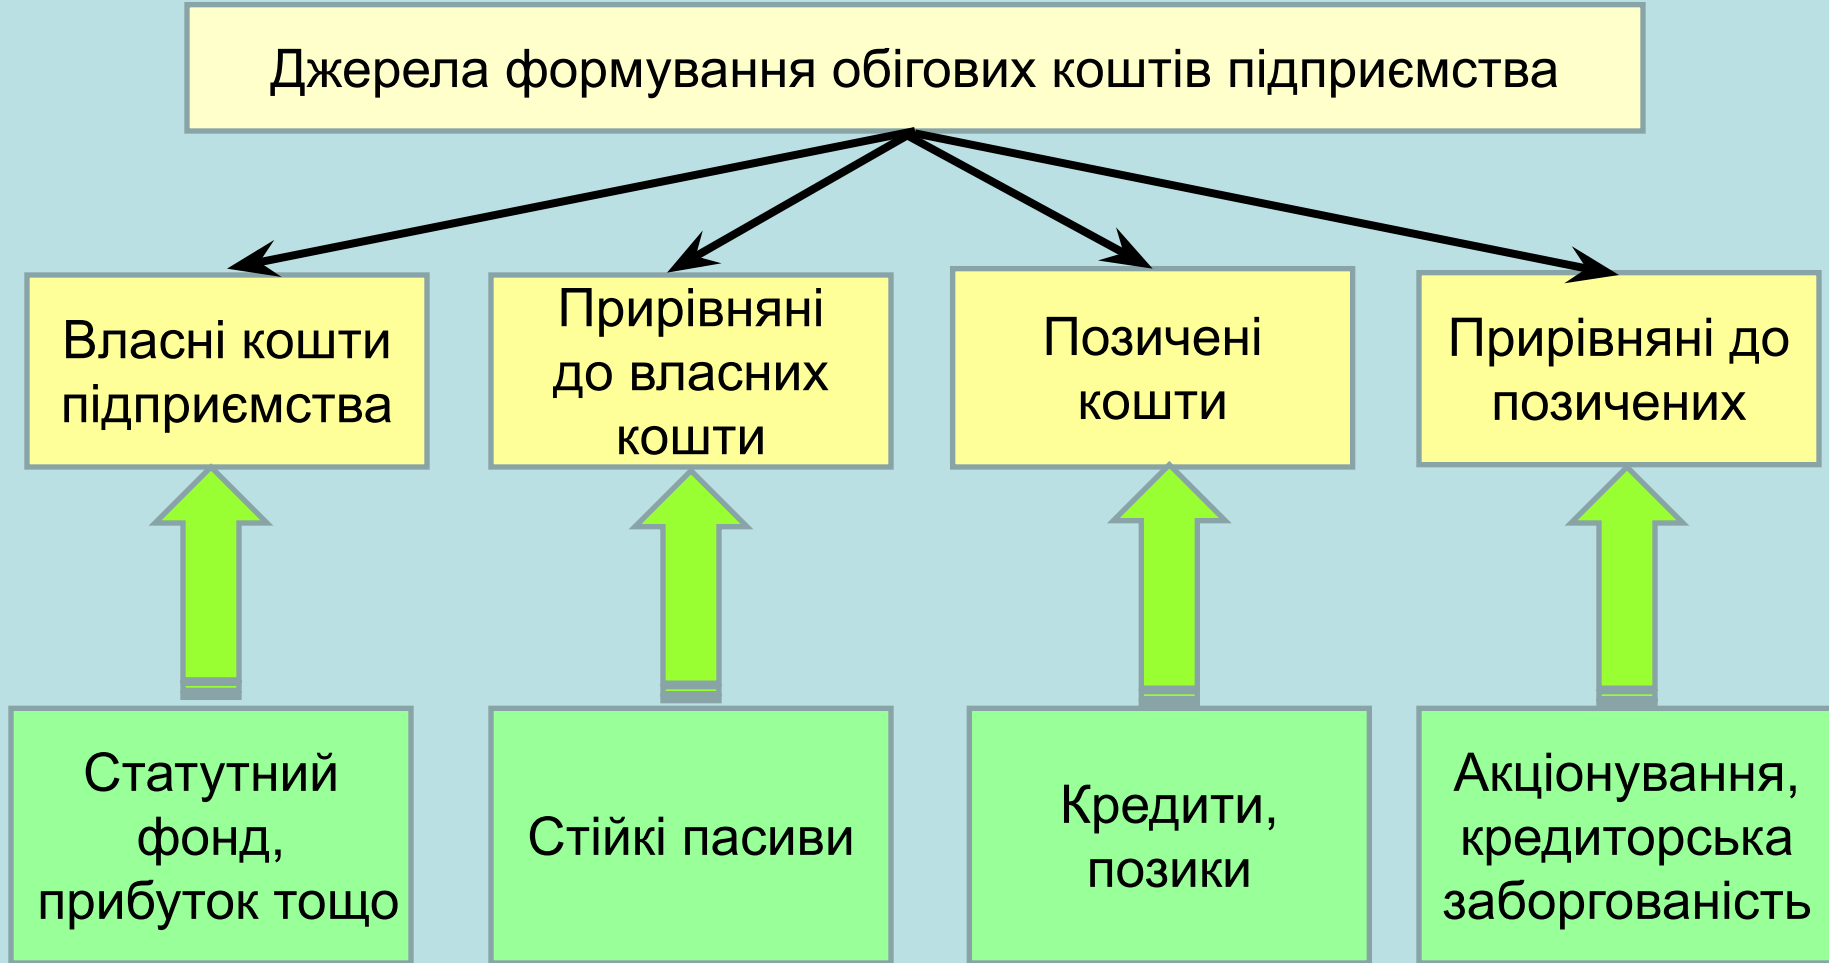 Джерела формування обігових коштів підприємства
Власні кошти
підприємства
Прирівняні
до власних
кошти
Позичені
кошти
Прирівняні до
позичених
Статутний
фонд,
прибуток тощо
Стійкі пасиви
Кредити,
позики
Акціонування,
кредиторська
заборгованість